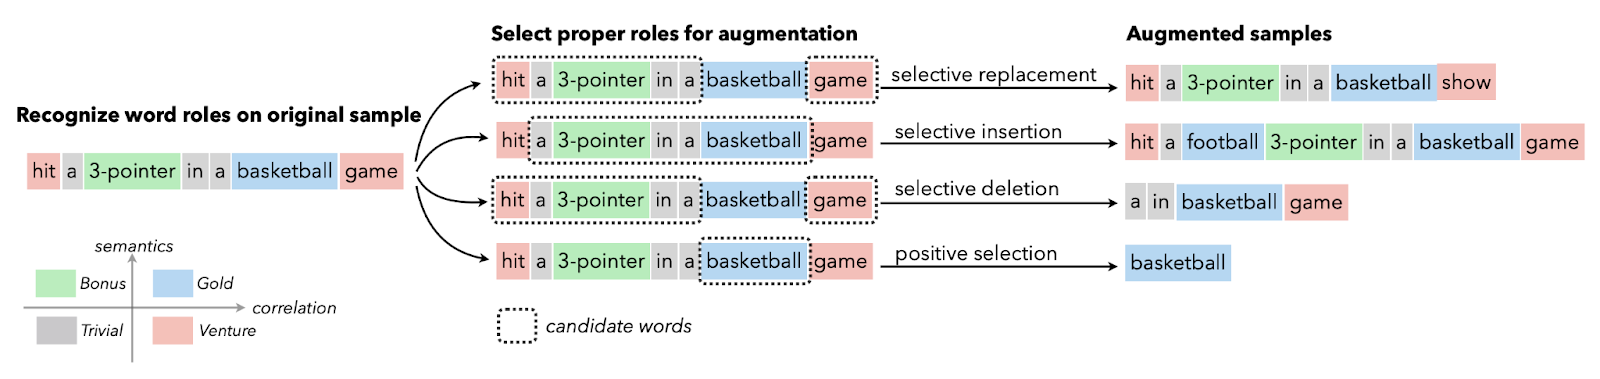 Recognize word roles on original sample
hit a 3-pointer in a basketball game
semantics
Bonus Gold
correlation
Trivial Venture
Select proper roles for augmentation
hit a 3-pointer in a basketball game
hit a 3-pointer in a basketball game
hit a 3-pointer in a basketball game
hit a 3-pointer in a basketball game
candidate words
selective replacement
selective insertion
selective deletion
positive selection
Augmented samples
hit a 3-pointer in a basketball show
hit a football 3-pointer in a basketball game
a in basketball game
basketball